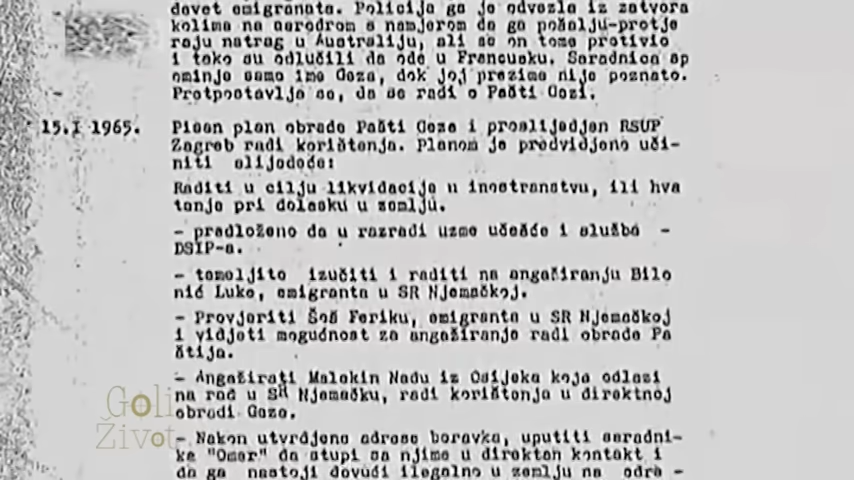 dovet emigranata. Policija ga je odvezla iz zatvora
kolima na aerodrom s namjerom da ga pošalju-protje
raju natrag u Australiju, ali se on tome protivio
i tako su odlučili da ode u Francusku. Saradnica sp
ominje samo ime Geza, dok joj prezime nije poznato.
Pretpostavlja se, da se radi o Pašti Gezi.
15.I 1965. Pisan plan obrade Pašti Geze i proslijedjen RSUP
Zagreb radi korištenja. Planom je predvidjeno uči-
niti slijedeće:
Raditi u cilju likvidacije u inostranstvu, ili hva
tanje pri dolasku u zemlju.
- predloženo da u razradi uzme učešće i služba -
DSIP-a.
- temeljito izučiti i raditi na angažiranju Bilo
nić Luke, emigranta u SR Njemačkoj.
- Provjeriti Šoš Feriku, emigranta u SR Njemačkoj
i vidjeti mogućnost za angažiranje radi obrade Pa
štija.
- Angažirati Malekin Nadu iz Osijeka koja odlazi
na rad u SR Njemačku, radi korištenja u direktnoj
obradi Geze.
- Nakon utvrdjene adrese boravka, uputiti saradni-
ka "Omer" da stupi sa njime u direktan kontakt i
da ga nastoji dovući ilegalno u zemlju na odre -
Goli
Život